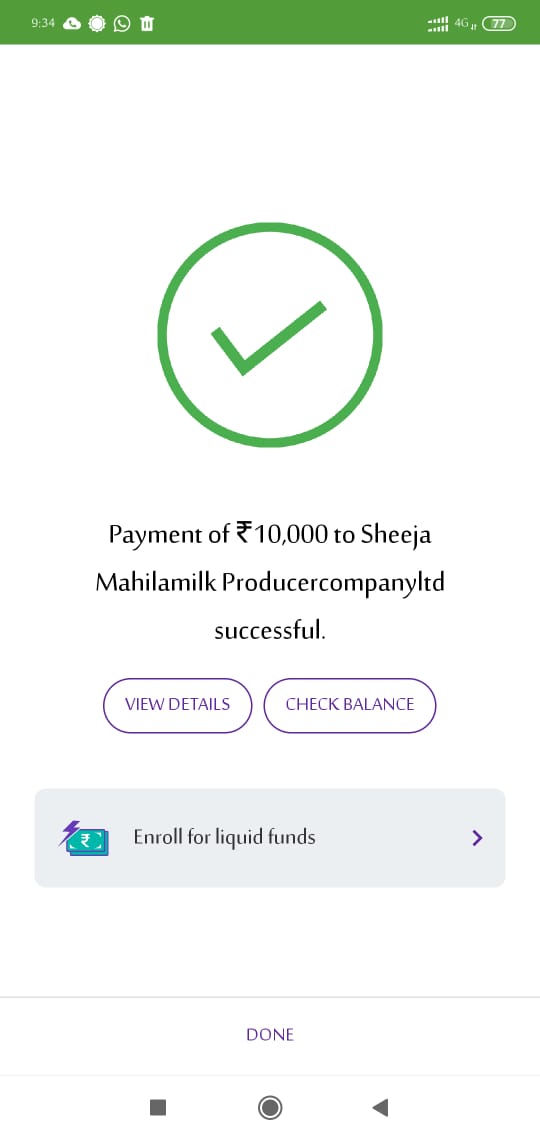 9:34 4G 77
Payment of ₹10,000 to Sheeja
Mahilamilk Producercompanyltd
successful.
VIEW DETAILS CHECK BALANCE
₹ Enroll for liquid funds
DONE